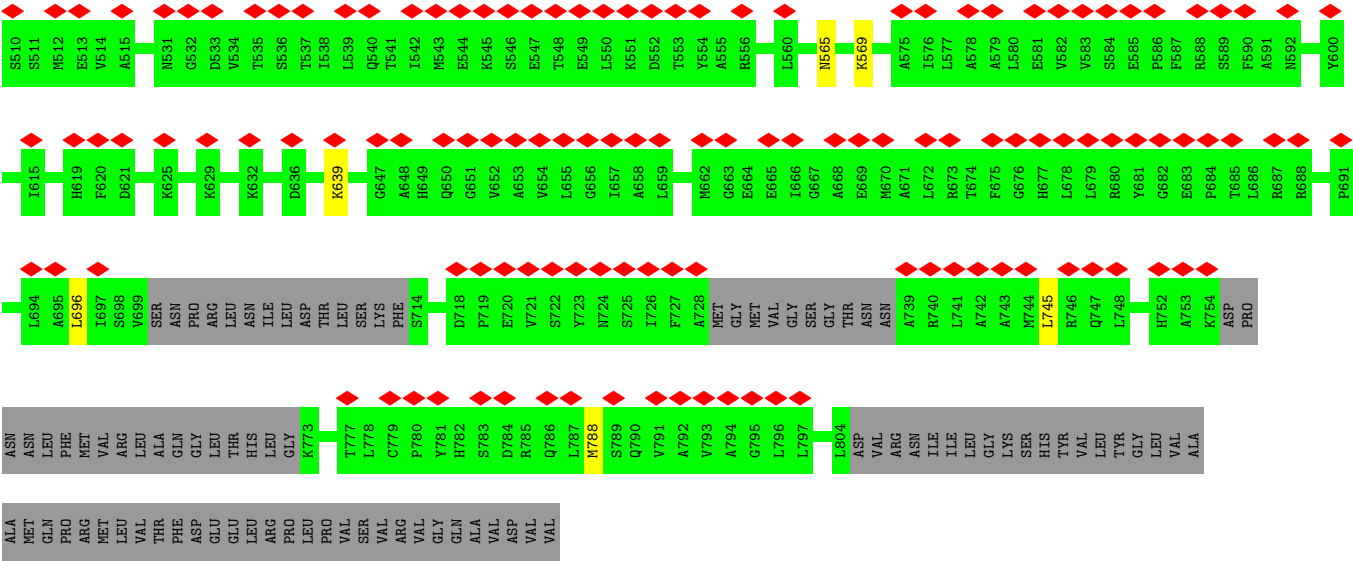 S510 S511 M512 E513 V514 A515 N531 G532 D533 V534 T535 S536 T537 I538 L539 Q540 T541 I542 M543 E544 K545 S546 E547 T548 E549 L550 K551 D552 T553 Y554 A555 R556 L560 N565 K569 A575 I576 L577 A578 A579 L580 E581 V582 V583 S584 E585 P586 F587 R588 S589 F590 A591 N592 Y600
I615 H619 F620 D621 K625 K629 K632 D636 K639 G647 A648 H649 Q650 G651 V652 A653 V654 L655 G656 I657 A658 L659 M662 G663 E664 E665 I666 G667 A668 E669 M670 A671 L672 R673 T674 F675 G676 H677 L678 L679 R680 Y681 G682 E683 P684 T685 L686 R687 R688 P691
L694 A695 L696 I697 S698 V699 SER ASN PRO ARG LEU ASN ILE LEU ASP THR LEU SER LYS PHE S714 D718 P719 E720 V721 S722 Y723 N724 S725 I726 F727 A728 MET GLY MET VAL GLY SER GLY THR ASN ASN A739 R740 L741 A742 A743 M744 L745 R746 Q747 L748 H752 A753 K754 ASP PRO
ASN ASN LEU PHE MET VAL ARG LEU ALA GLN GLY LEU THR HIS LEU GLY K773 T777 L778 C779 P780 Y781 H782 S783 D784 R785 Q786 L787 M788 S789 Q790 V791 A792 V793 A794 G795 L796 L797 L804 ASP VAL ARG ASN ILE ILE LEU GLY LYS SER HIS TYR VAL LEU TYR GLY LEU VAL ALA
ALA MET GLN PRO ARG MET LEU VAL THR PHE ASP GLU GLU LEU ARG PRO LEU PRO VAL SER VAL ARG VAL GLY GLN ALA VAL ASP VAL VAL